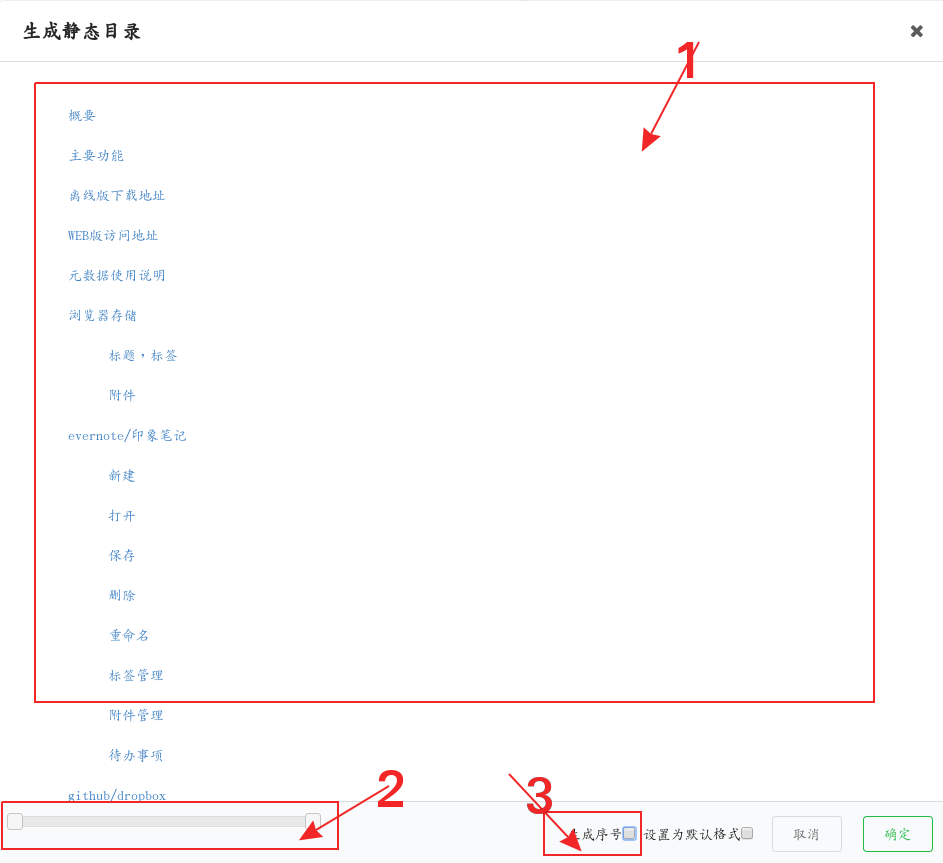 生成静态目录
1
概要
主要功能
离线版下载地址
WEB版访问地址
元数据使用说明
浏览器存储
标题，标签
附件
evernote/印象笔记
新建
打开
保存
删除
重命名
标签管理
附件管理
待办事项
github/dropbox
2
3
生成序号 设置为默认格式 取消 确定